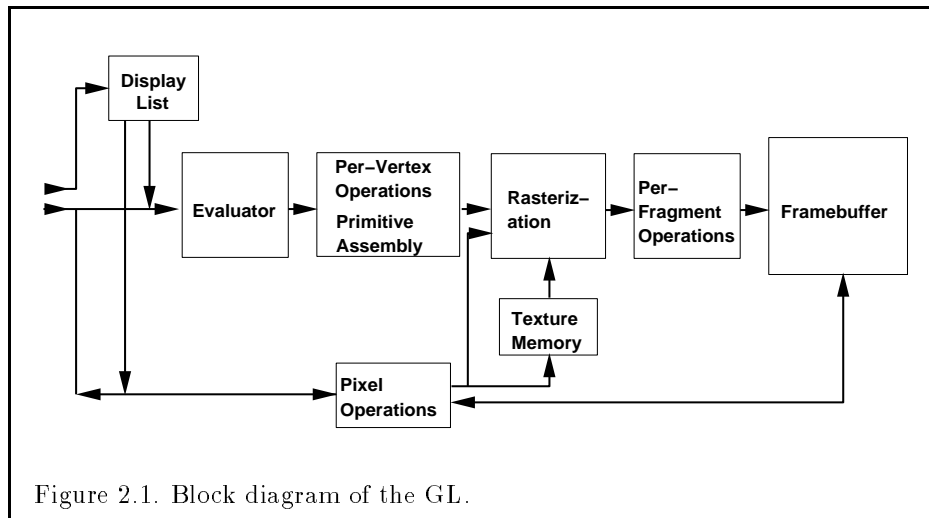 Display
List
Evaluator
Per−Vertex
Operations
Primitive
Assembly
Rasteriz−
ation
Per−
Fragment
Operations
Framebuffer
Texture
Memory
Pixel
Operations
Figure 2.1. Block diagram of the GL.